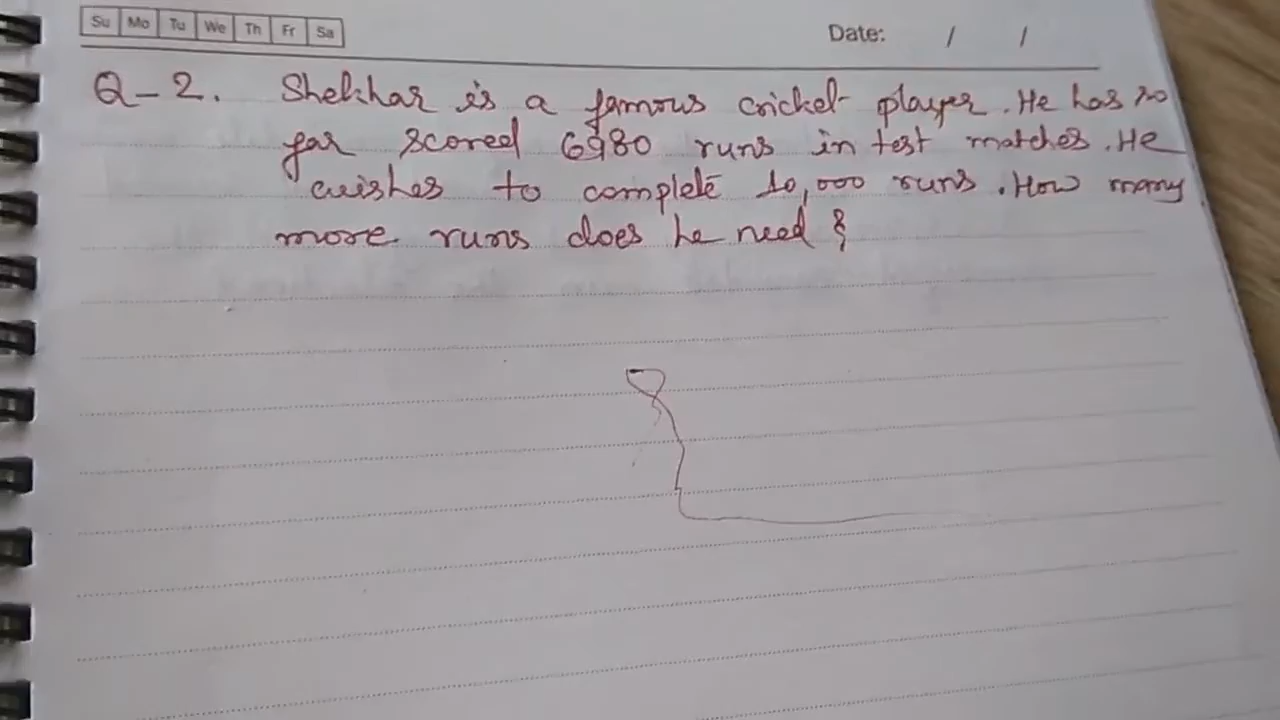 Su Mo Tu We Th Fr Sa
Date: / /
Q-2. Shekhar is a famous cricket player. He has so
far scored 6980 runs in test matches. He
wishes to complete 10,000 runs. How many
more runs does he need ?